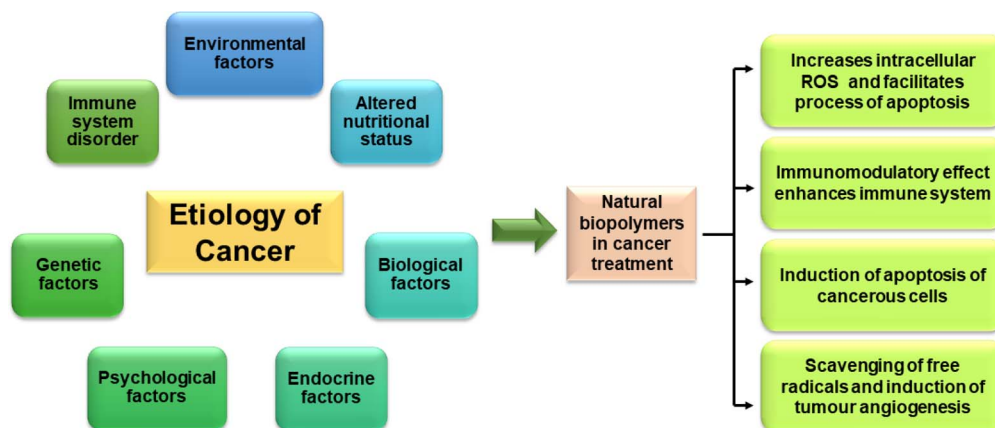 Environmental
factors
Immune
system
disorder
Altered
nutritional
status
Etiology of
Cancer
Genetic
factors
Biological
factors
Psychological
factors
Endocrine
factors
Natural
biopolymers
in cancer
treatment
Increases intracellular
ROS and facilitates
process of apoptosis
Immunomodulatory effect
enhances immune system
Induction of apoptosis of
cancerous cells
Scavenging of free
radicals and induction of
tumour angiogenesis